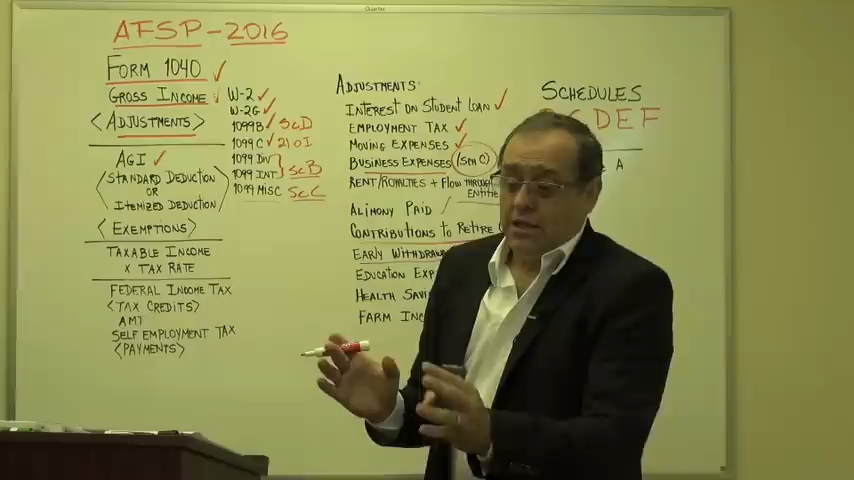 AFSP - 2016
FORM 1040
GROSS INCOME
<ADJUSTMENTS>
AGI
<STANDARD DEDUCTION
OR
ITEMIZED DEDUCTION>
<EXEMPTIONS>
TAXABLE INCOME
X TAX RATE
FEDERAL INCOME TAX
<TAX CREDITS>
AMT
SELF EMPLOYMENT TAX
<PAYMENTS>
W-2
W-2G
1099B SCD
1099C 21 OI
1099 DIV
1099 INT SCB
1099 MISC SCC
ADJUSTMENTS:
INTEREST ON STUDENT LOAN
EMPLOYMENT TAX
MOVING EXPENSES
BUSINESS EXPENSES (SCH C)
RENT/ROYALTIES + FLOW THROUGH
ENTITIE
ALIMONY PAID
CONTRIBUTIONS TO RETIRE
EARLY WITHDRAW
EDUCATION EXP
HEALTH SAVI
FARM INC
SCHEDULES
C D E F
A